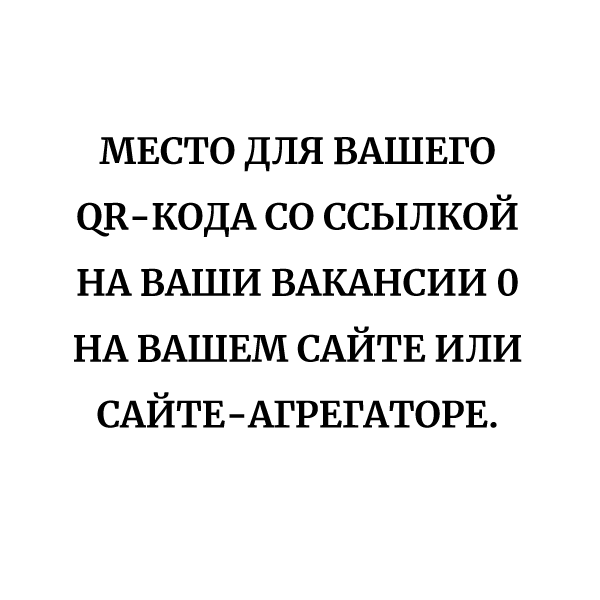 МЕСТО ДЛЯ ВАШЕГО
QR-КОДА СО ССЫЛКОЙ
НА ВАШИ ВАКАНСИИ 0
НА ВАШЕМ САЙТЕ ИЛИ
САЙТЕ-АГРЕГАТОРЕ.